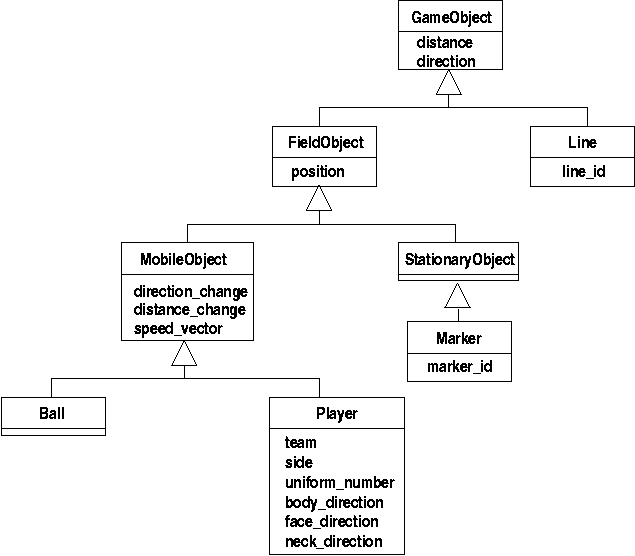 GameObject
distance
direction
FieldObject
position
Line
line_id
MobileObject
direction_change
distance_change
speed_vector
StationaryObject
Marker
marker_id
Ball
Player
team
side
uniform_number
body_direction
face_direction
neck_direction